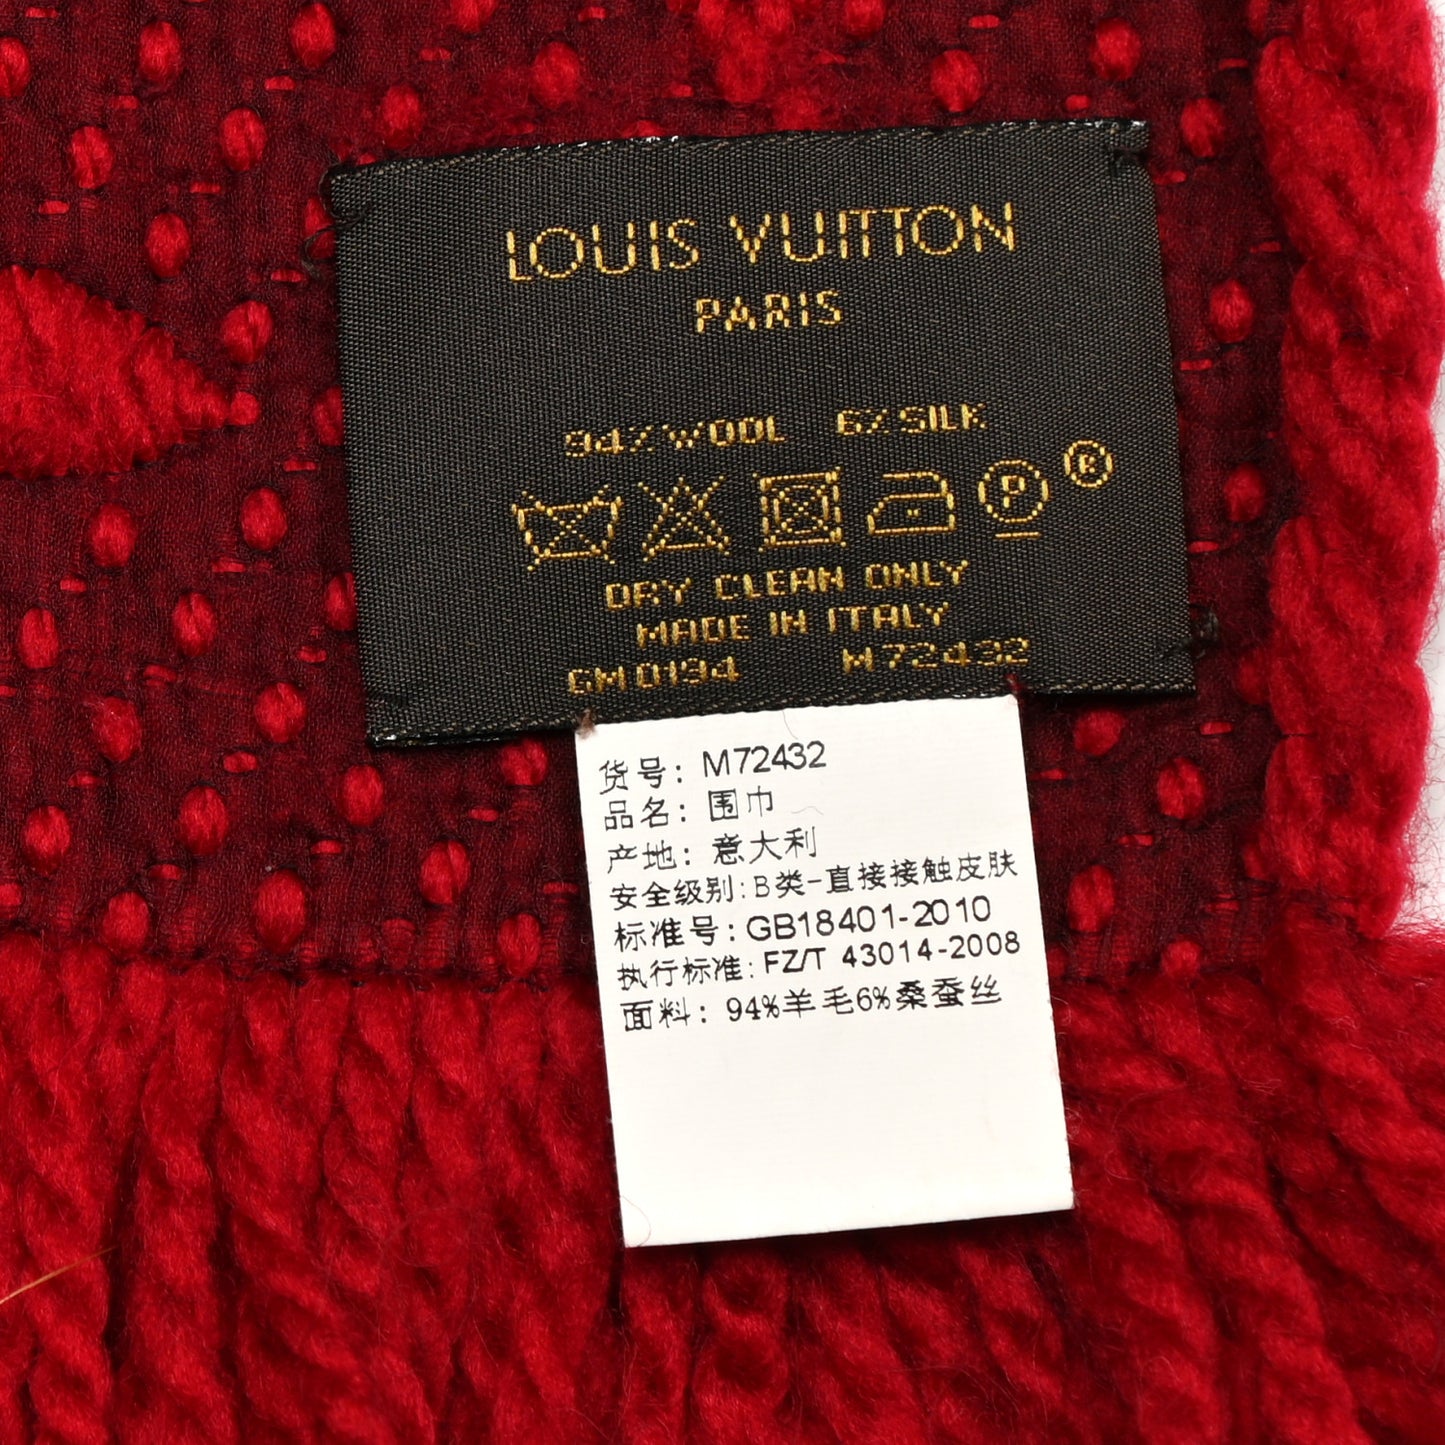 LOUIS VUITTON
PARIS
94% WOOL 6% SILK
P ®
DRY CLEAN ONLY
MADE IN ITALY
GM0194 M72432
货号: M72432
品名: 围巾
产地: 意大利
安全级别: B类-直接接触皮肤
标准号: GB18401-2010
执行标准: FZ/T 43014-2008
面料: 94%羊毛6%桑蚕丝